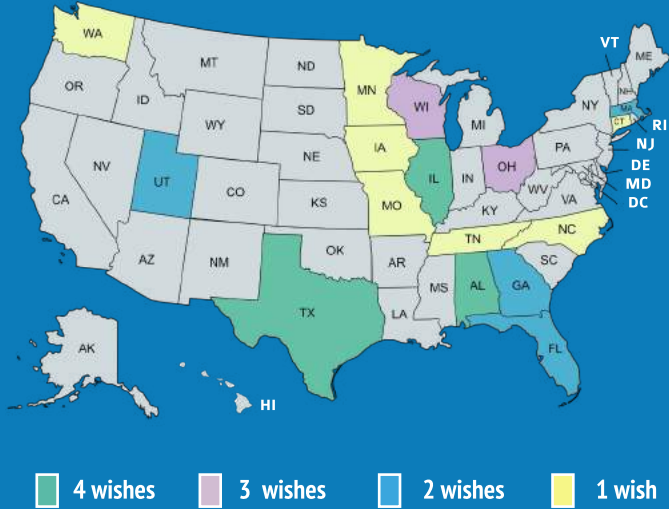 WA
MT
ND
MN
VT
ME
OR
ID
SD
WI
NY
NH
MA
CT
RI
WY
MI
NJ
IA
NE
PA
NV
UT
CO
IL
IN
OH
DE
MD
DC
CA
KS
MO
WV
VA
KY
AZ
NM
OK
AR
TN
NC
SC
TX
LA
MS
AL
GA
FL
AK
HI
4 wishes
3 wishes
2 wishes
1 wish